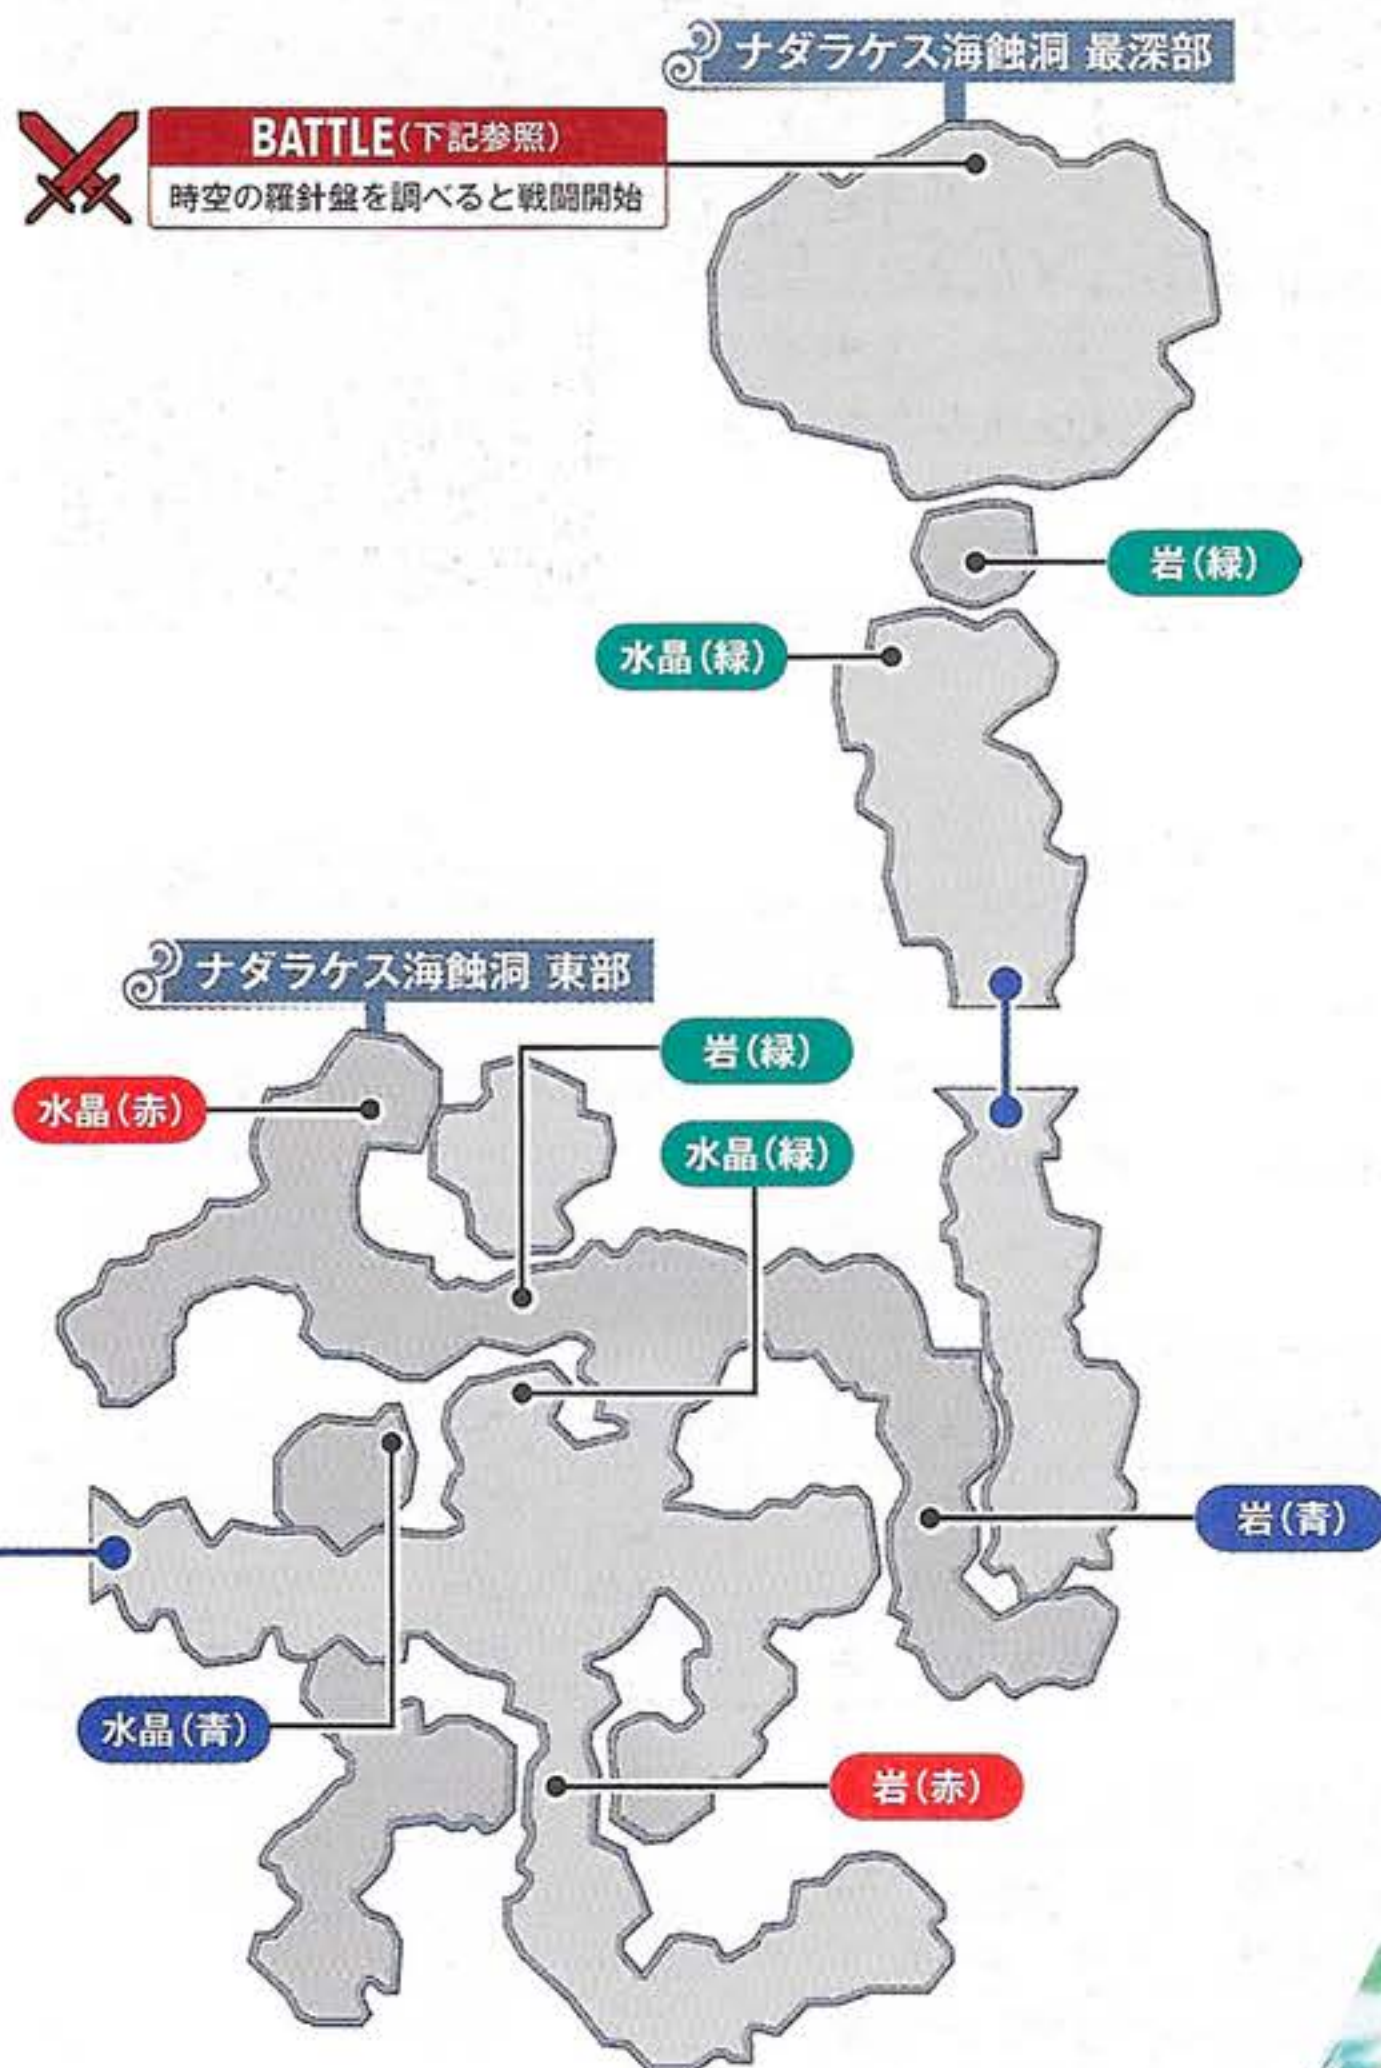 ナダラケス海蝕洞 最深部
BATTLE(下記参照)
時空の羅針盤を調べると戦闘開始
岩(緑)
水晶(緑)
ナダラケス海蝕洞 東部
岩(緑)
水晶(赤)
水晶(緑)
岩(青)
水晶(青)
岩(赤)